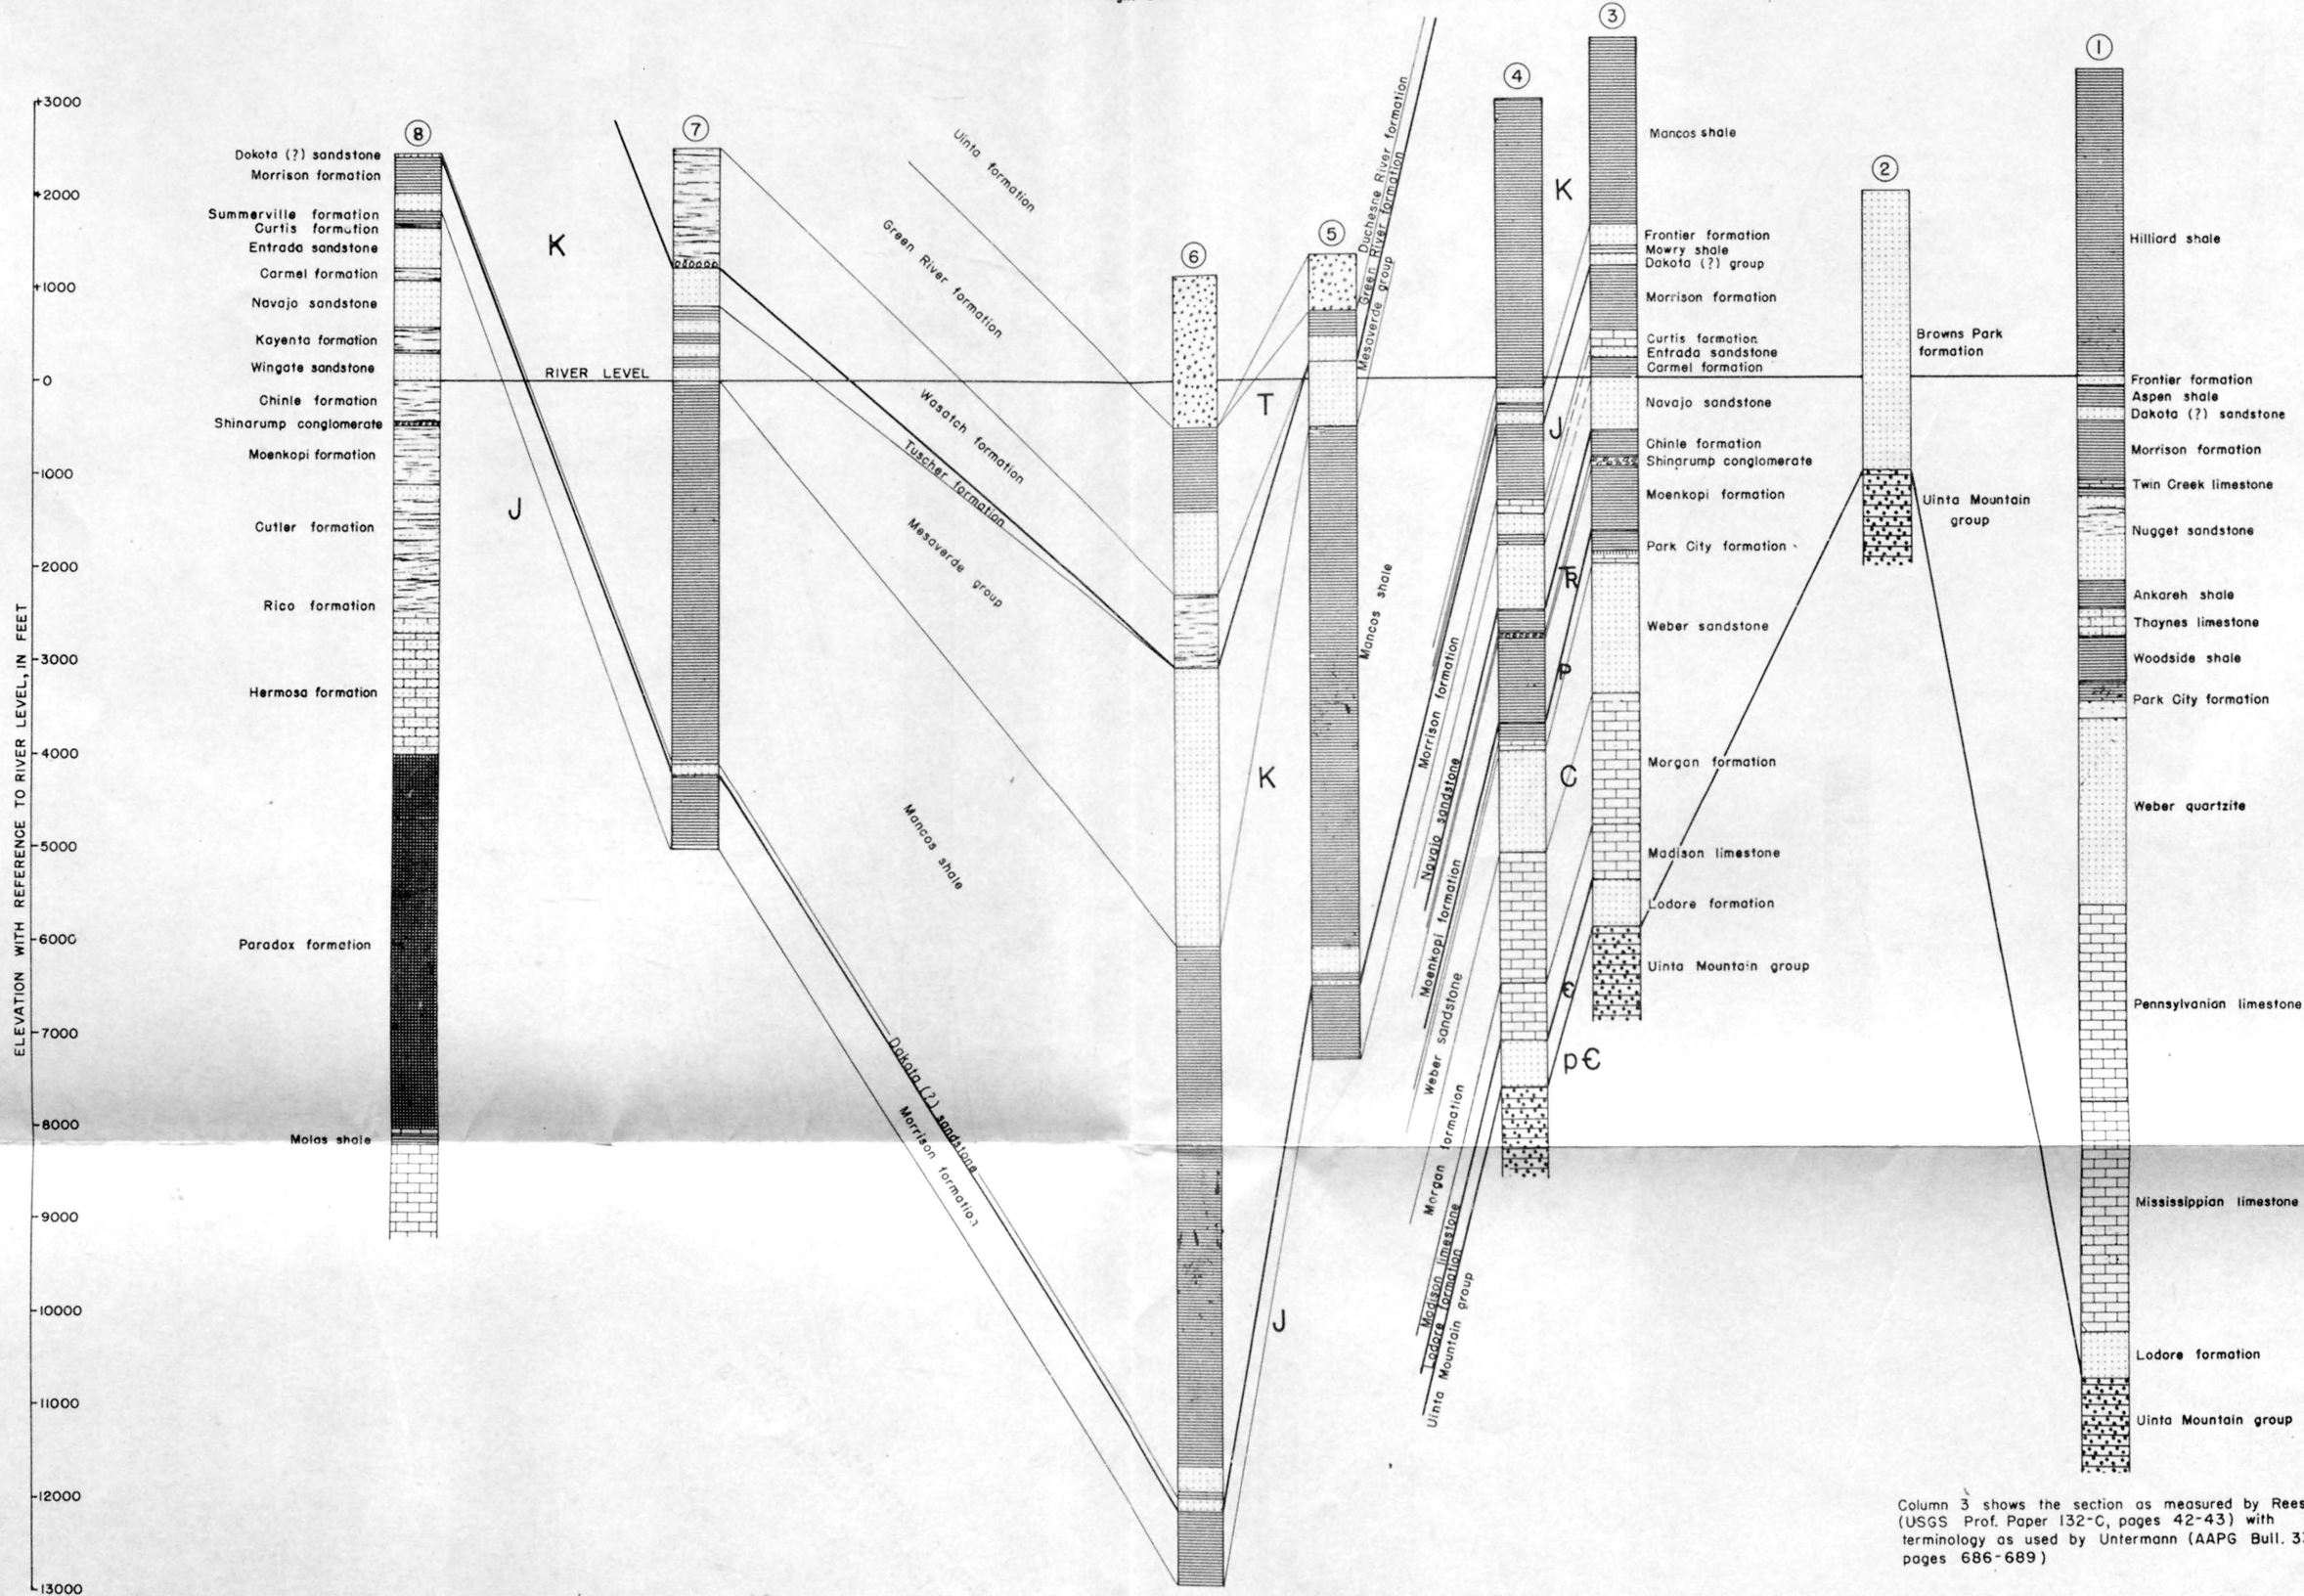 ELEVATION WITH REFERENCE TO RIVER LEVEL, IN FEET
+3000
+2000
+1000
0
1000
2000
3000
4000
5000
6000
7000
8000
9000
10000
11000
12000
13000
8
Dakota (?) sandstone
Morrison formation
Summerville formation
Curtis formation
Entrada sandstone
Carmel formation
Navajo sandstone
Kayenta formation
Wingate sandstone
Chinle formation
Shinarump conglomerate
Moenkopi formation
Cutler formation
Rico formation
Hermosa formation
Paradox formation
Molas shale
K
J
RIVER LEVEL
7
Uinta formation
Green River formation
Wasatch formation
Tuscher formation
Mesaverde group
Mancos shale
Dakota (?) sandstone
Morrison formation
6
T
K
J
5
Duchesne River formation
Green River formation
Mesaverde group
Mancos shale
Morrison formation
Navajo sandstone
Moenkopi formation
Weber sandstone
Morgan formation
Madison limestone
Lodore formation
Uinta Mountain group
4
K
J
TR
P
C
Є
pЄ
3
Mancos shale
Frontier formation
Mowry shale
Dakota (?) group
Morrison formation
Curtis formation
Entrada sandstone
Carmel formation
Navajo sandstone
Chinle formation
Shinarump conglomerate
Moenkopi formation
Park City formation
Weber sandstone
Morgan formation
Madison limestone
Lodore formation
Uinta Mountain group
2
Browns Park
formation
Uinta Mountain
group
1
Hilliard shale
Frontier formation
Aspen shale
Dakota (?) sandstone
Morrison formation
Twin Creek limestone
Nugget sandstone
Ankareh shale
Thaynes limestone
Woodside shale
Park City formation
Weber quartzite
Pennsylvanian limestone
Mississippian limestone
Lodore formation
Uinta Mountain group
Column 3 shows the section as measured by Rees
(USGS Prof. Paper 132-C, pages 42-43) with
terminology as used by Untermann (AAPG Bull. 33
pages 686-689)